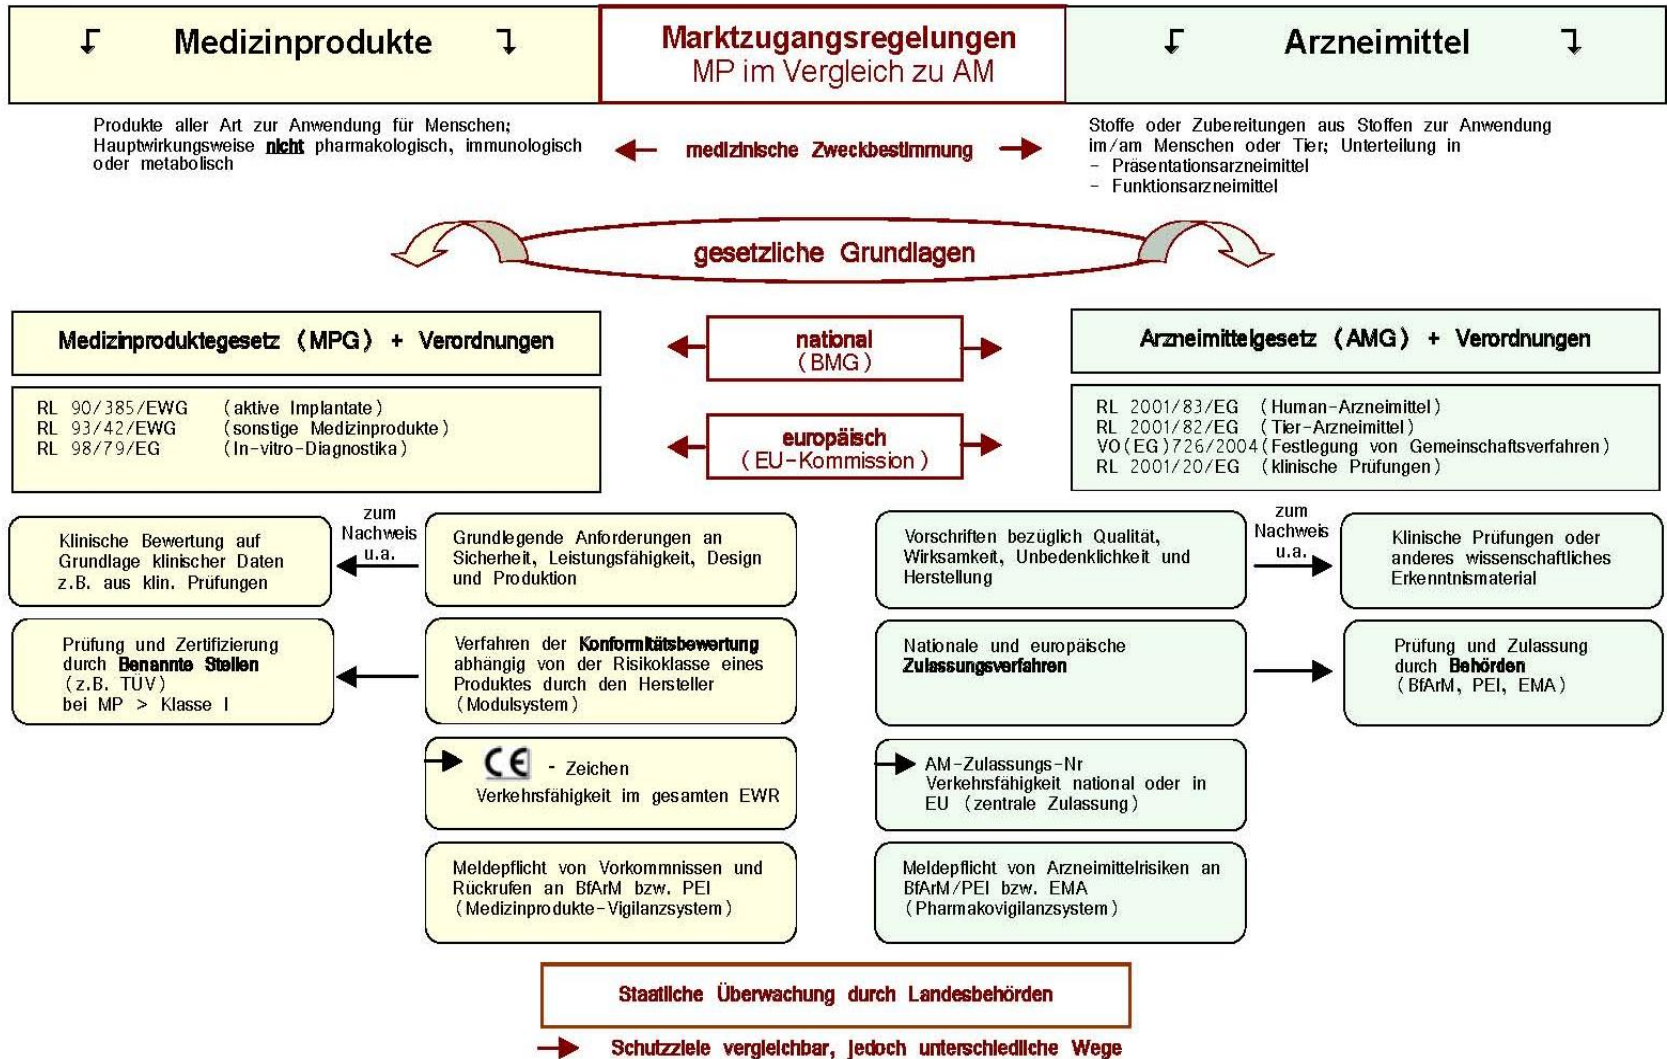 Medizinprodukte
Marktzugangsregelungen
MP im Vergleich zu AM
Arzneimittel
Produkte aller Art zur Anwendung für Menschen;
Hauptwirkungsweise nicht pharmakologisch, immunologisch
oder metabolisch
medizinische Zweckbestimmung
Stoffe oder Zubereitungen aus Stoffen zur Anwendung
im/am Menschen oder Tier; Unterteilung in
- Präsentationsarzneimittel
- Funktionsarzneimittel
gesetzliche Grundlagen
Medizinproduktegesetz (MPG) + Verordnungen
national
(BMG)
Arzneimittelgesetz (AMG) + Verordnungen
RL 90/385/EWG (aktive Implantate)
RL 93/42/EWG (sonstige Medizinprodukte)
RL 98/79/EG (In-vitro-Diagnostika)
europäisch
(EU-Kommission)
RL 2001/83/EG (Human-Arzneimittel)
RL 2001/82/EG (Tier-Arzneimittel)
VO(EG)726/2004(Festlegung von Gemeinschaftsverfahren)
RL 2001/20/EG (klinische Prüfungen)
Klinische Bewertung auf
Grundlage klinischer Daten
z.B. aus klin. Prüfungen
zum
Nachweis
u.a.
Grundlegende Anforderungen an
Sicherheit, Leistungsfähigkeit, Design
und Produktion
Vorschriften bezüglich Qualität,
Wirksamkeit, Unbedenklichkeit und
Herstellung
zum
Nachweis
u.a.
Klinische Prüfungen oder
anderes wissenschaftliches
Erkenntnismaterial
Prüfung und Zertifizierung
durch Benannte Stellen
(z.B. TÜV)
bei MP > Klasse I
Verfahren der Konformitätsbewertung
abhängig von der Risikoklasse eines
Produktes durch den Hersteller
(Modulsystem)
Nationale und europäische
Zulassungsverfahren
Prüfung und Zulassung
durch Behörden
(BfArM, PEI, EMA)
CE - Zeichen
Verkehrsfähigkeit im gesamten EWR
AM-Zulassungs-Nr
Verkehrsfähigkeit national oder in
EU (zentrale Zulassung)
Meldepflicht von Vorkommnissen und
Rückrufen an BfArM bzw. PEI
(Medizinprodukte-Vigilanzsystem)
Meldepflicht von Arzneimittelrisiken an
BfArM/PEI bzw. EMA
(Pharmakovigilanzsystem)
Staatliche Überwachung durch Landesbehörden
Schutzziele vergleichbar, jedoch unterschiedliche Wege